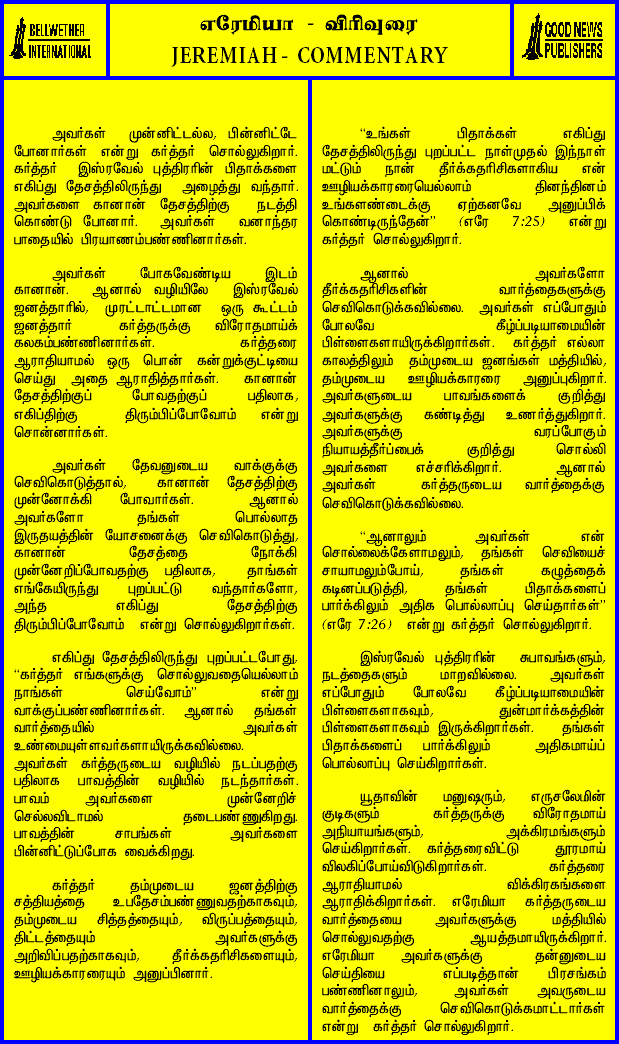 BELLWETHER
INTERNATIONAL
எரேமியா - விரிவுரை
JEREMIAH - COMMENTARY
GOOD NEWS
PUBLISHERS
அவர்கள் முன்னிட்டல்ல, பின்னிட்டே
போனார்கள் என்று கர்த்தர் சொல்லுகிறார்.
கர்த்தர் இஸ்ரவேல் புத்திரரின் பிதாக்களை
எகிப்து தேசத்திலிருந்து அழைத்து வந்தார்.
அவர்களை கானான் தேசத்திற்கு நடத்தி
கொண்டு போனார். அவர்கள் வனாந்தர
பாதையில் பிரயாணம்பண்ணினார்கள்.
அவர்கள் போகவேண்டிய இடம்
கானான். ஆனால் வழியிலே இஸ்ரவேல்
ஜனத்தாரில், முரட்டாட்டமான ஒரு கூட்டம்
ஜனத்தார் கர்த்தருக்கு விரோதமாய்க்
கலகம்பண்ணினார்கள். கர்த்தரை
ஆராதியாமல் ஒரு பொன் கன்றுக்குட்டியை
செய்து அதை ஆராதித்தார்கள். கானான்
தேசத்திற்குப் போவதற்குப் பதிலாக,
எகிப்திற்கு திரும்பிப்போவோம் என்று
சொன்னார்கள்.
அவர்கள் தேவனுடைய வாக்குக்கு
செவிகொடுத்தால், கானான் தேசத்திற்கு
முன்னோக்கி போவார்கள். ஆனால்
அவர்களோ தங்கள் பொல்லாத
இருதயத்தின் யோசனைக்கு செவிகொடுத்து,
கானான் தேசத்தை நோக்கி
முன்னேறிப்போவதற்கு பதிலாக, தாங்கள்
எங்கேயிருந்து புறப்பட்டு வந்தார்களோ,
அந்த எகிப்து தேசத்திற்கு
திரும்பிப்போவோம் என்று சொல்லுகிறார்கள்.
எகிப்து தேசத்திலிருந்து புறப்பட்டபோது,
“கர்த்தர் எங்களுக்கு சொல்லுவதையெல்லாம்
நாங்கள் செய்வோம்” என்று
வாக்குப்பண்ணினார்கள். ஆனால் தங்கள்
வார்த்தையில் அவர்கள்
உண்மையுள்ளவர்களாயிருக்கவில்லை.
அவர்கள் கர்த்தருடைய வழியில் நடப்பதற்கு
பதிலாக பாவத்தின் வழியில் நடந்தார்கள்.
பாவம் அவர்களை முன்னேறிச்
செல்லவிடாமல் தடைபண்ணுகிறது.
பாவத்தின் சாபங்கள் அவர்களை
பின்னிட்டுப்போக வைக்கிறது.
கர்த்தர் தம்முடைய ஜனத்திற்கு
சத்தியத்தை உபதேசம்பண்ணுவதற்காகவும்,
தம்முடைய சித்தத்தையும், விருப்பத்தையும்,
திட்டத்தையும் அவர்களுக்கு
அறிவிப்பதற்காகவும், தீர்க்கதரிசிகளையும்,
ஊழியக்காரரையும் அனுப்பினார்.
“உங்கள் பிதாக்கள் எகிப்து
தேசத்திலிருந்து புறப்பட்ட நாள்முதல் இந்நாள்
மட்டும் நான் தீர்க்கதரிசிகளாகிய என்
ஊழியக்காரரையெல்லாம் தினந்தினம்
உங்களண்டைக்கு ஏற்கனவே அனுப்பிக்
கொண்டிருந்தேன்” (எரே 7:25) என்று
கர்த்தர் சொல்லுகிறார்.
ஆனால் அவர்களோ
தீர்க்கதரிசிகளின் வார்த்தைகளுக்கு
செவிகொடுக்கவில்லை. அவர்கள் எப்போதும்
போலவே கீழ்ப்படியாமையின்
பிள்ளைகளாயிருக்கிறார்கள். கர்த்தர் எல்லா
காலத்திலும் தம்முடைய ஜனங்கள் மத்தியில்,
தம்முடைய ஊழியக்காரரை அனுப்புகிறார்.
அவர்களுடைய பாவங்களைக் குறித்து
அவர்களுக்கு கண்டித்து உணர்த்துகிறார்.
அவர்களுக்கு வரப்போகும்
நியாயத்தீர்ப்பைக் குறித்து சொல்லி
அவர்களை எச்சரிக்கிறார். ஆனால்
அவர்கள் கர்த்தருடைய வார்த்தைக்கு
செவிகொடுக்கவில்லை.
“ஆனாலும் அவர்கள் என்
சொல்லைக்கேளாமலும், தங்கள் செவியைச்
சாயாமலும்போய், தங்கள் கழுத்தைக்
கடினப்படுத்தி, தங்கள் பிதாக்களைப்
பார்க்கிலும் அதிக பொல்லாப்பு செய்தார்கள்”
(எரே 7:26) என்று கர்த்தர் சொல்லுகிறார்.
இஸ்ரவேல் புத்திரரின் சுபாவங்களும்,
நடத்தைகளும் மாறவில்லை. அவர்கள்
எப்போதும் போலவே கீழ்ப்படியாமையின்
பிள்ளைகளாகவும், துன்மார்க்கத்தின்
பிள்ளைகளாகவும் இருக்கிறார்கள். தங்கள்
பிதாக்களைப் பார்க்கிலும் அதிகமாய்ப்
பொல்லாப்பு செய்கிறார்கள்.
யூதாவின் மனுஷரும், எருசலேமின்
குடிகளும் கர்த்தருக்கு விரோதமாய்
அநியாயங்களும், அக்கிரமங்களும்
செய்கிறார்கள். கர்த்தரைவிட்டு தூரமாய்
விலகிப்போய்விடுகிறார்கள். கர்த்தரை
ஆராதியாமல் விக்கிரகங்களை
ஆராதிக்கிறார்கள். எரேமியா கர்த்தருடைய
வார்த்தையை அவர்களுக்கு மத்தியில்
சொல்லுவதற்கு ஆயத்தமாயிருக்கிறார்.
எரேமியா அவர்களுக்கு தன்னுடைய
செய்தியை எப்படித்தான் பிரசங்கம்
பண்ணினாலும், அவர்கள் அவருடைய
வார்த்தைக்கு செவிகொடுக்கமாட்டார்கள்
என்று கர்த்தர் சொல்லுகிறார்.